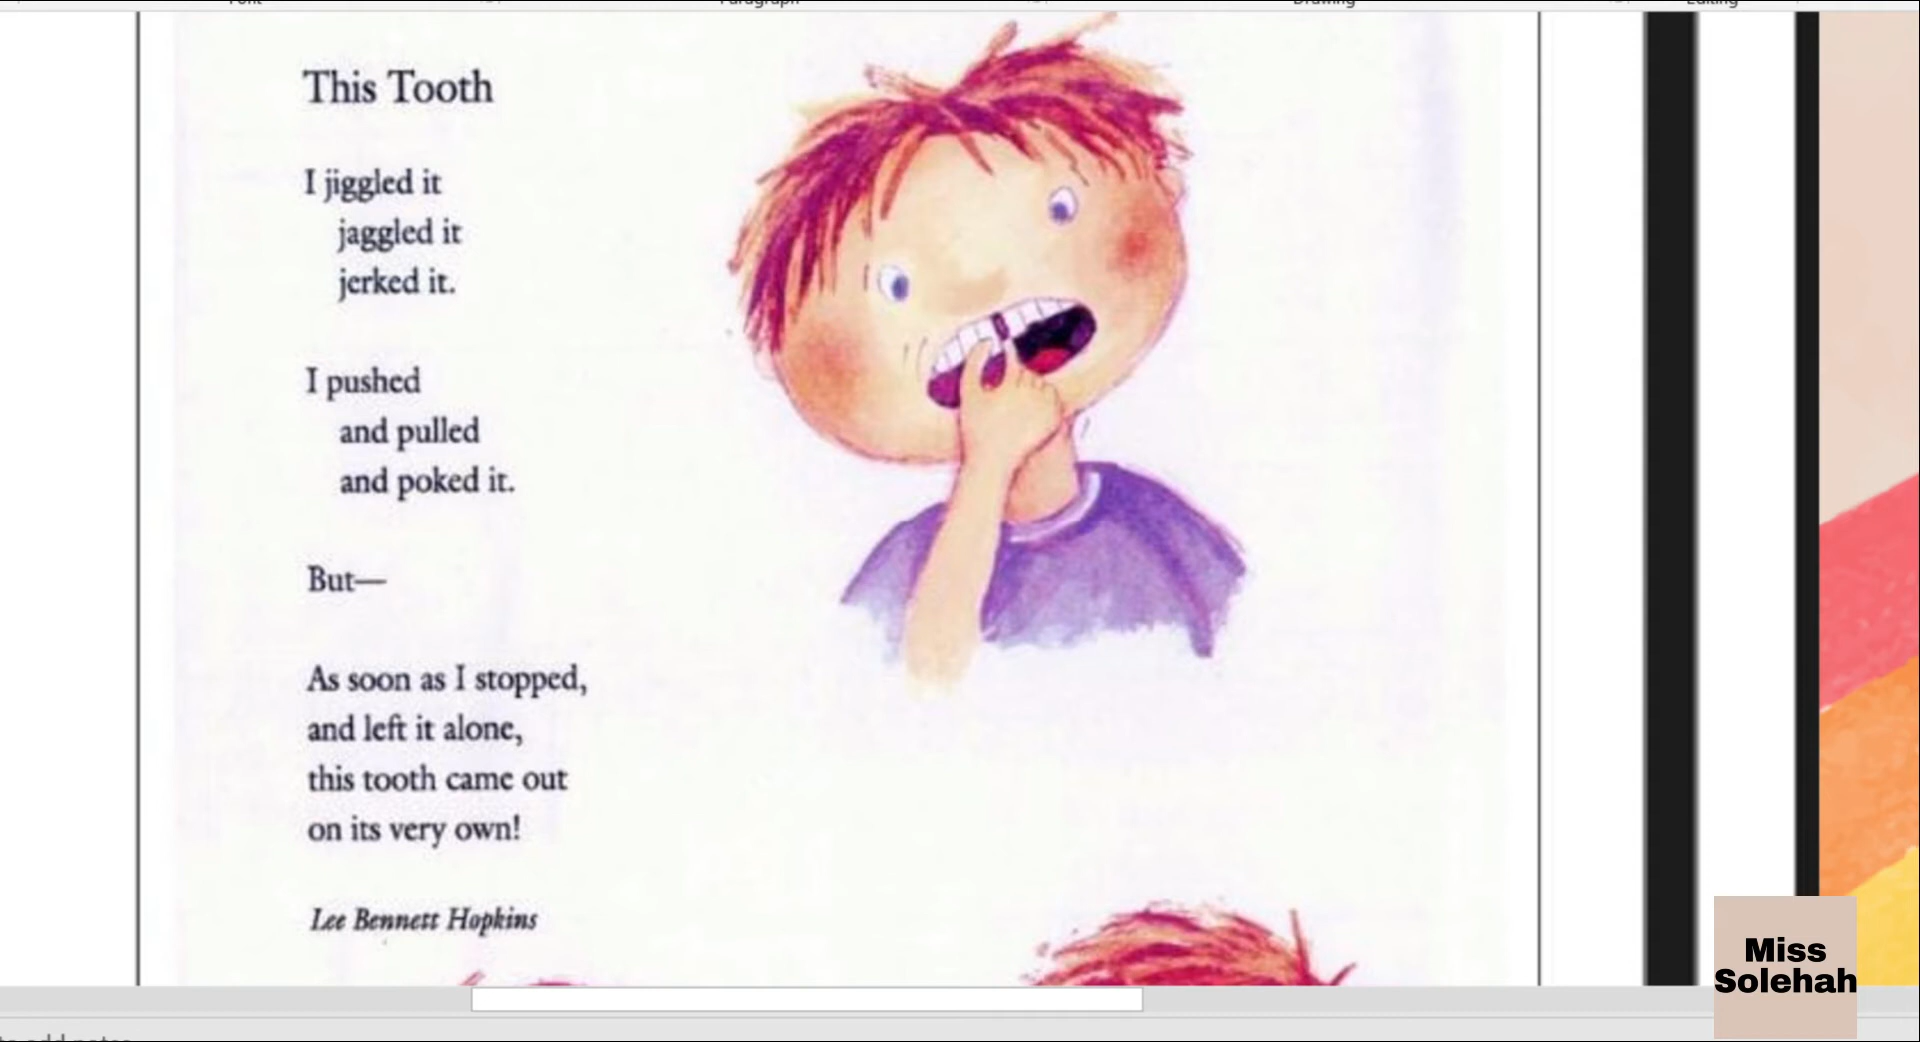 This Tooth
I jiggled it
jaggled it
jerked it.
I pushed
and pulled
and poked it.
But—
As soon as I stopped,
and left it alone,
this tooth came out
on its very own!
Lee Bennett Hopkins
Miss
Solehah